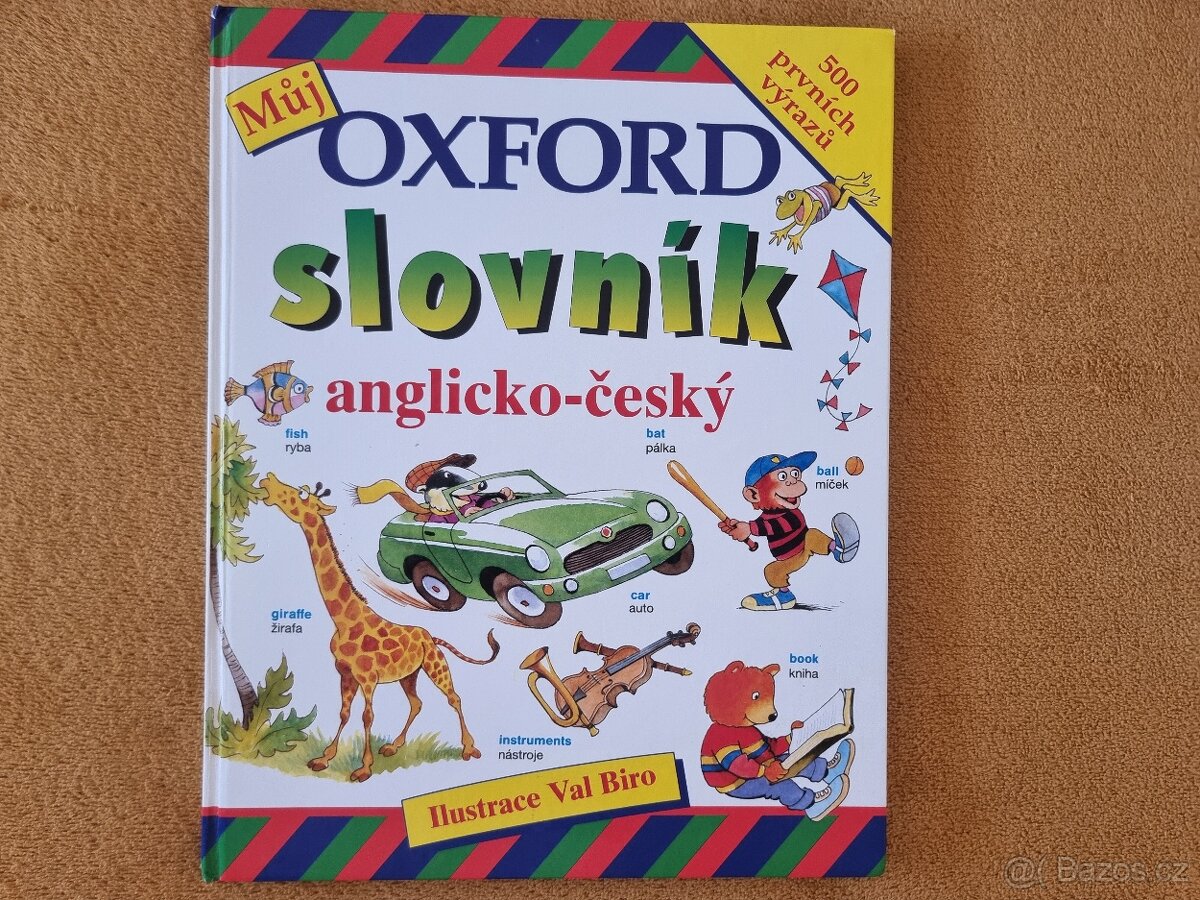 Můj
OXFORD
500
prvních
výrazů
slovník
anglicko-český
fish
ryba
bat
pálka
ball
míček
giraffe
žirafa
car
auto
book
kniha
instruments
nástroje
Ilustrace Val Biro
@( Bazos.cz